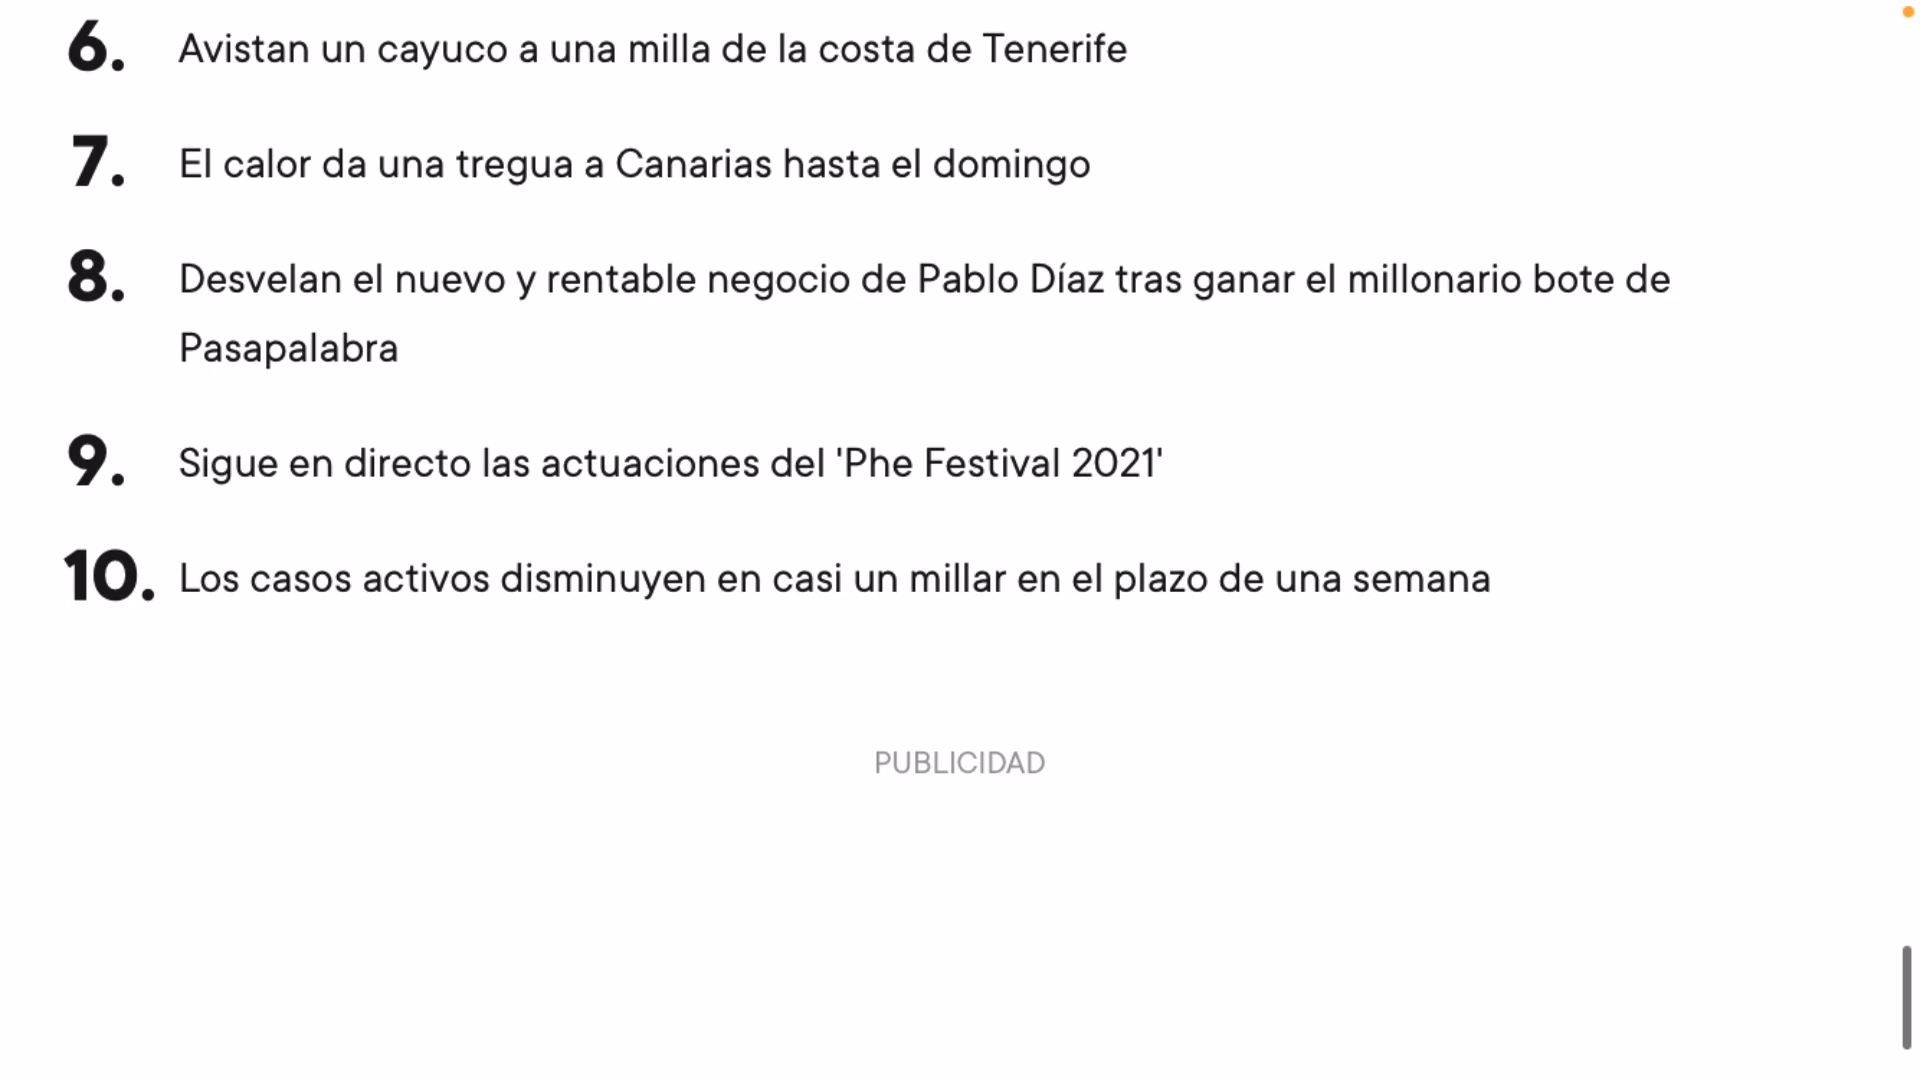 6. Avistan un cayuco a una milla de la costa de Tenerife
7. El calor da una tregua a Canarias hasta el domingo
8. Desvelan el nuevo y rentable negocio de Pablo Díaz tras ganar el millonario bote de
Pasapalabra
9. Sigue en directo las actuaciones del 'Phe Festival 2021'
10. Los casos activos disminuyen en casi un millar en el plazo de una semana
PUBLICIDAD